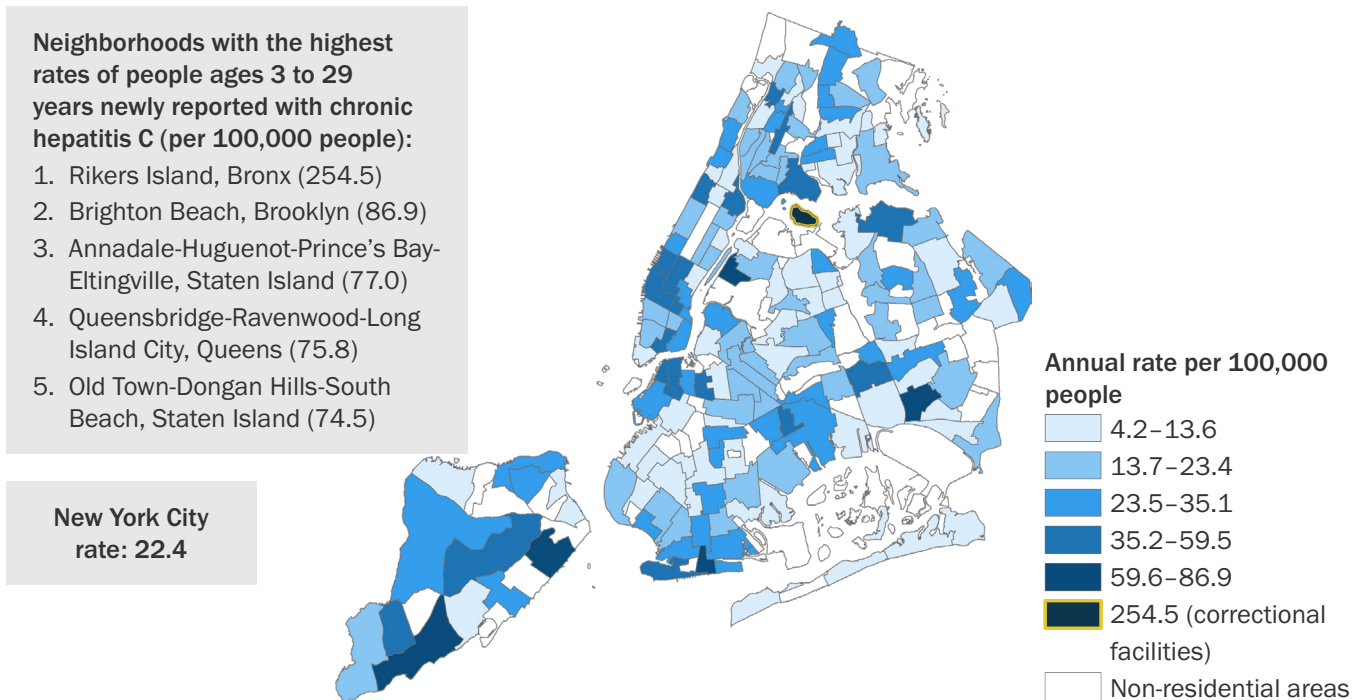 Neighborhoods with the highest
rates of people ages 3 to 29
years newly reported with chronic
hepatitis C (per 100,000 people):
1. Rikers Island, Bronx (254.5)
2. Brighton Beach, Brooklyn (86.9)
3. Annadale-Huguenot-Prince’s Bay-
Eltingville, Staten Island (77.0)
4. Queensbridge-Ravenwood-Long
Island City, Queens (75.8)
5. Old Town-Dongan Hills-South
Beach, Staten Island (74.5)
New York City
rate: 22.4
Annual rate per 100,000
people
4.2–13.6
13.7–23.4
23.5–35.1
35.2–59.5
59.6–86.9
254.5 (correctional
facilities)
Non-residential areas